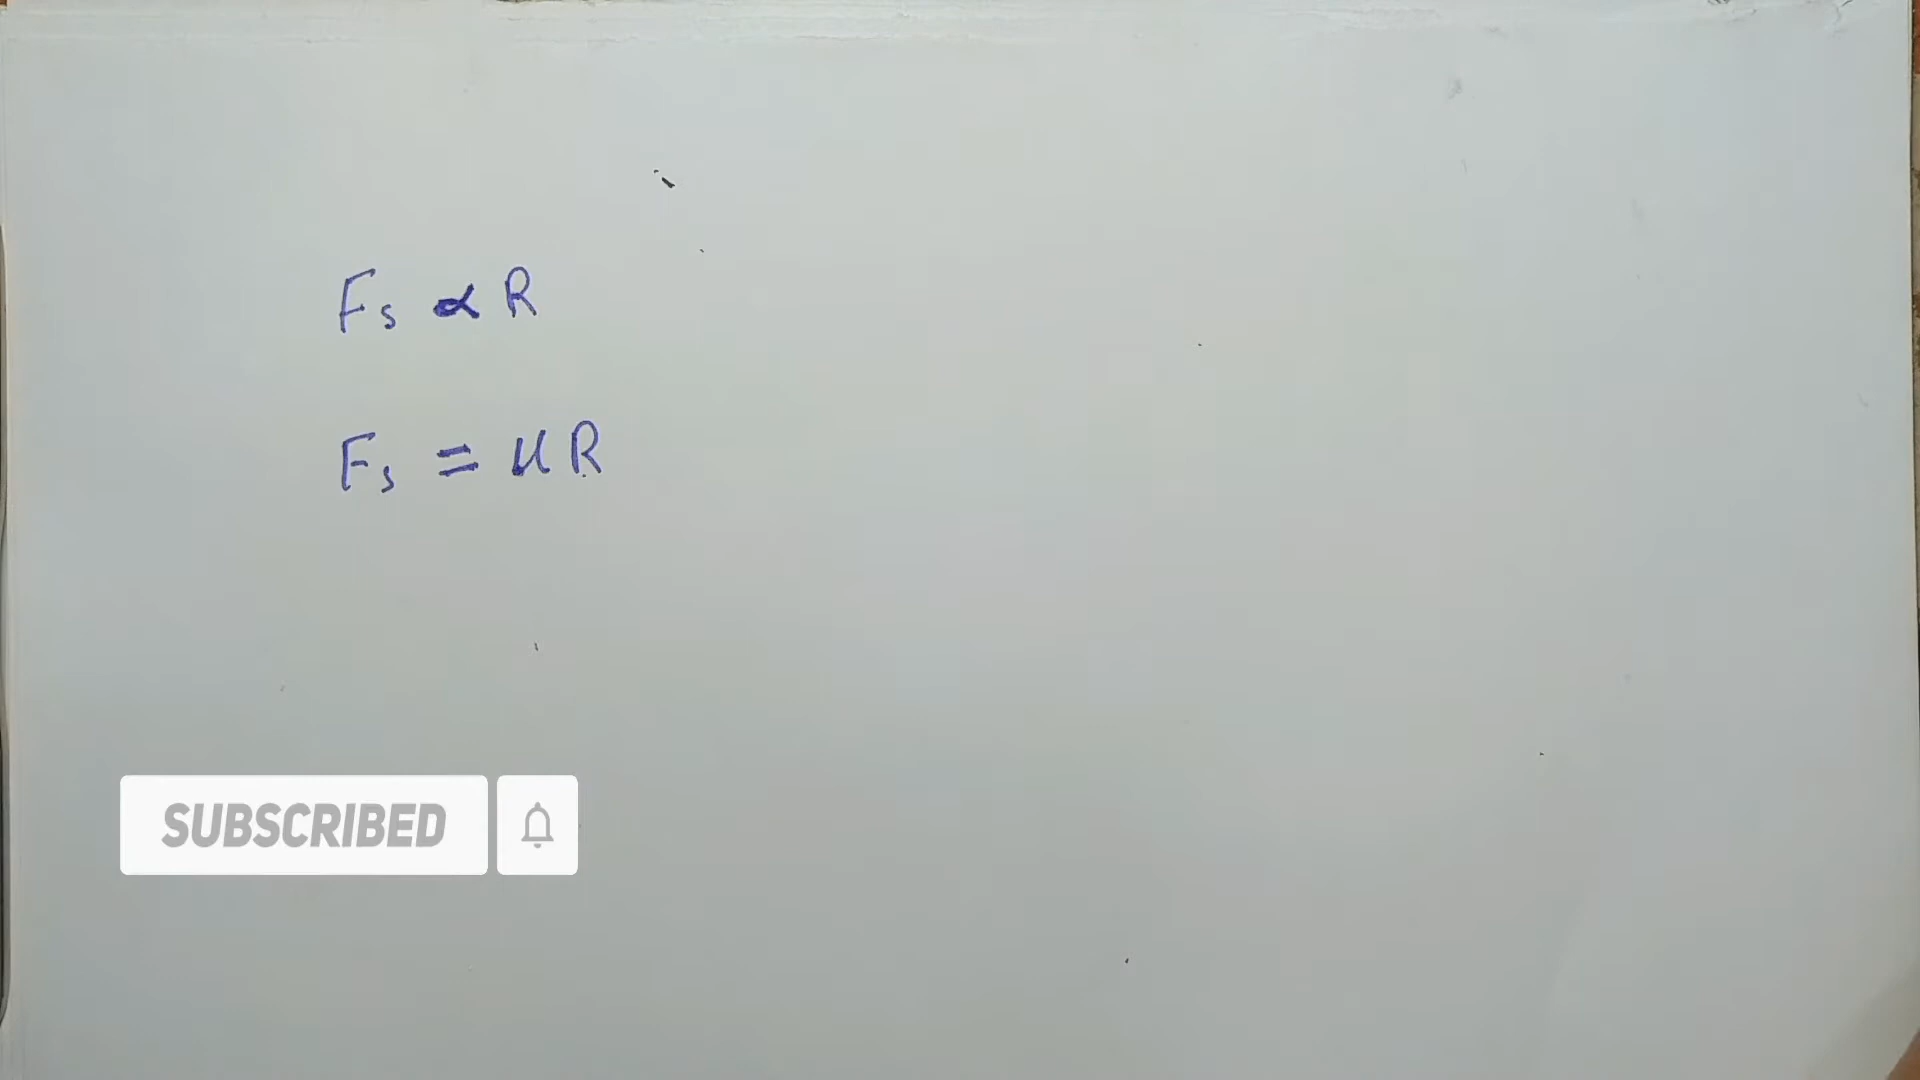 Fs ∝ R
Fs = μR
SUBSCRIBED